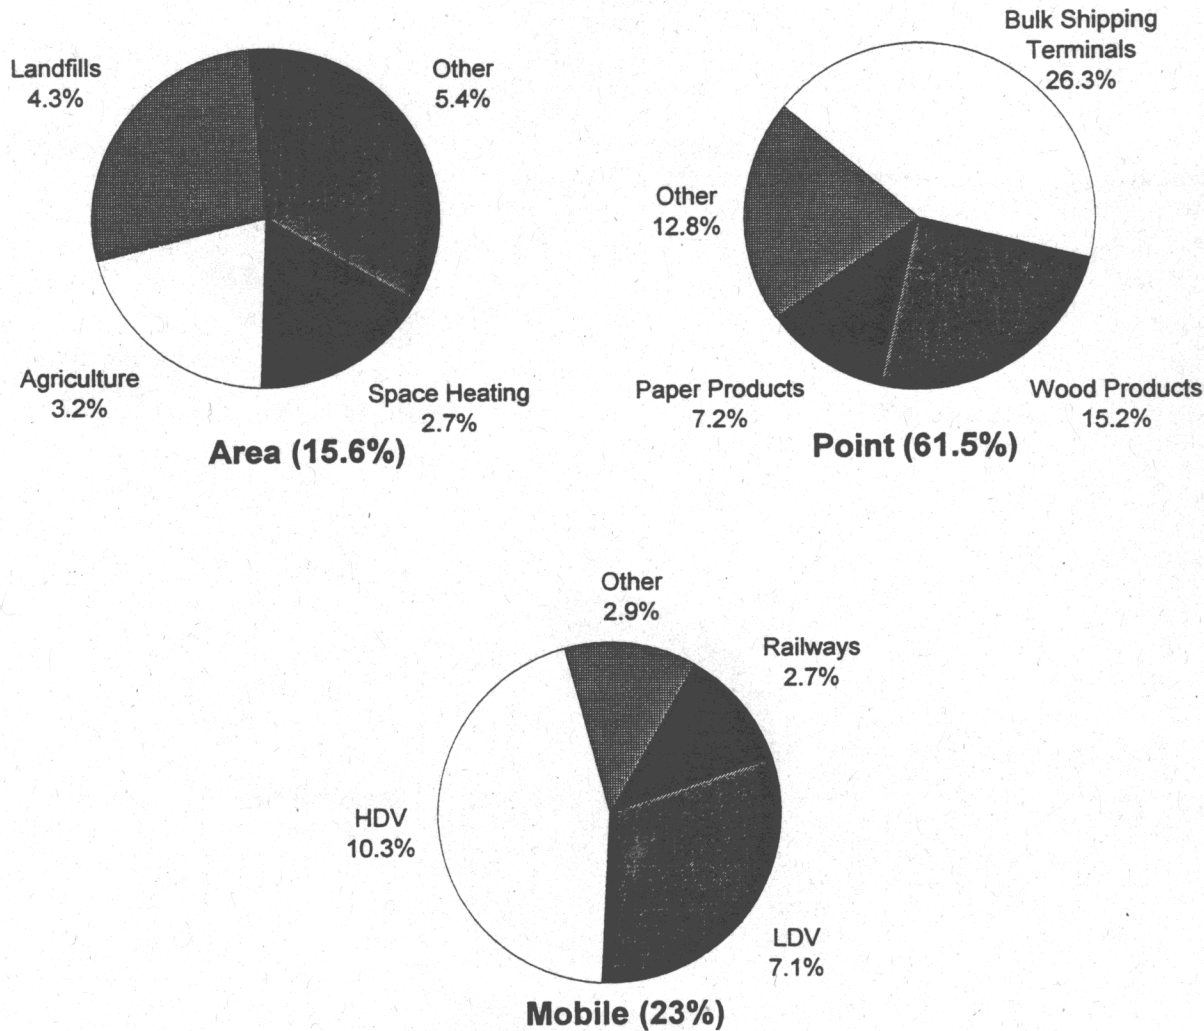 Landfills
4.3%
Other
5.4%
Agriculture
3.2%
Space Heating
2.7%
Area (15.6%)
Bulk Shipping
Terminals
26.3%
Other
12.8%
Paper Products
7.2%
Wood Products
15.2%
Point (61.5%)
Other
2.9%
Railways
2.7%
HDV
10.3%
LDV
7.1%
Mobile (23%)